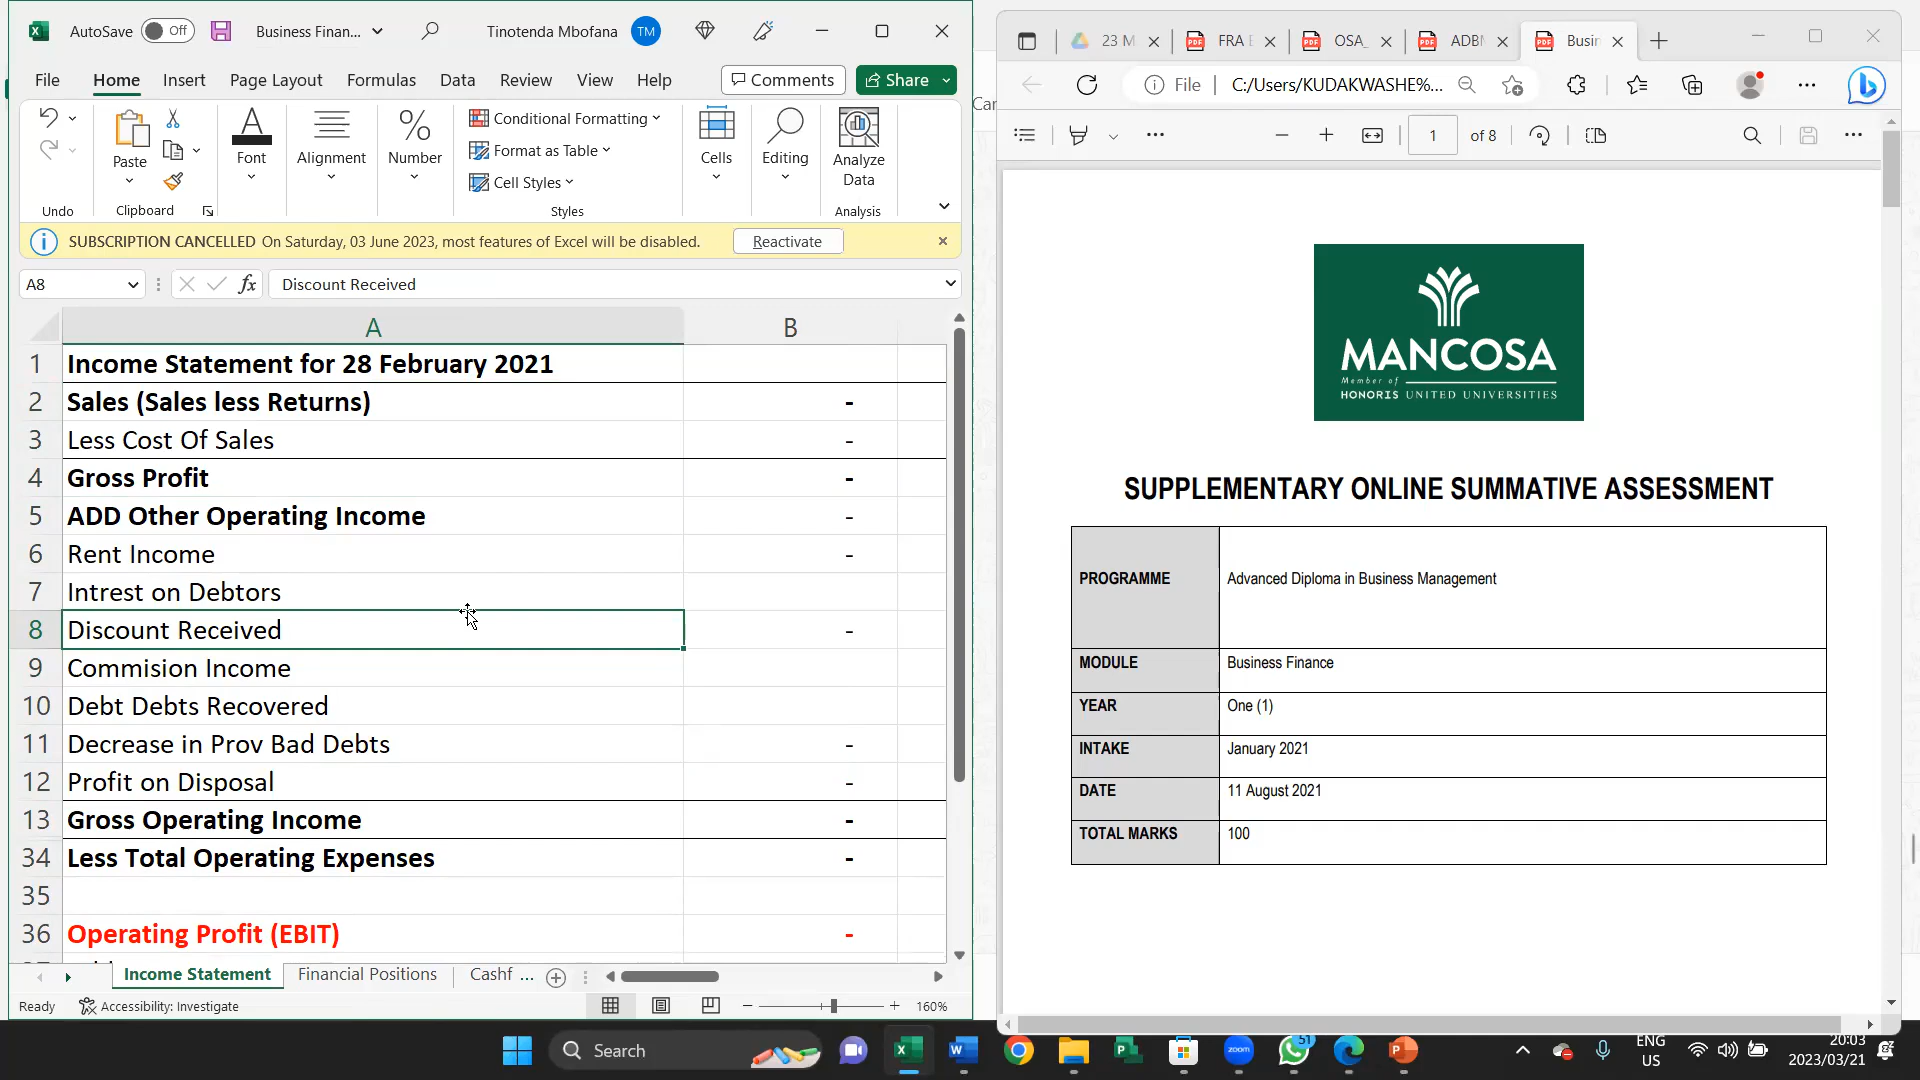 AutoSave Off Business Finan... Tinotenda Mbofana TM
File Home Insert Page Layout Formulas Data Review View Help Comments Share
Paste Font Alignment Number Conditional Formatting Format as Table Cell Styles Cells Editing Analyze Data
Undo Clipboard Styles Analysis
SUBSCRIPTION CANCELLED On Saturday, 03 June 2023, most features of Excel will be disabled. Reactivate
A8 fx Discount Received
A B
1 Income Statement for 28 February 2021
2 Sales (Sales less Returns) -
3 Less Cost Of Sales -
4 Gross Profit -
5 ADD Other Operating Income -
6 Rent Income -
7 Intrest on Debtors
8 Discount Received -
9 Commision Income
10 Debt Debts Recovered
11 Decrease in Prov Bad Debts -
12 Profit on Disposal -
13 Gross Operating Income -
34 Less Total Operating Expenses -
35
36 Operating Profit (EBIT) -
Income Statement Financial Positions Cashf ...
Ready Accessibility: Investigate 160%
23 M FRA E OSA_ ADBM Busin
File C:/Users/KUDAKWASHE%...
1 of 8
MANCOSA
Member of
HONORIS UNITED UNIVERSITIES
SUPPLEMENTARY ONLINE SUMMATIVE ASSESSMENT
PROGRAMME Advanced Diploma in Business Management
MODULE Business Finance
YEAR One (1)
INTAKE January 2021
DATE 11 August 2021
TOTAL MARKS 100
Search zoom 51 ENG US 20:03 2023/03/21